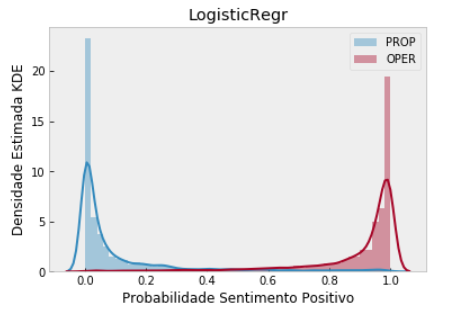 LogisticRegr
PROP
OPER
Densidade Estimada KDE
20
15
10
5
0
0.0 0.2 0.4 0.6 0.8 1.0
Probabilidade Sentimento Positivo